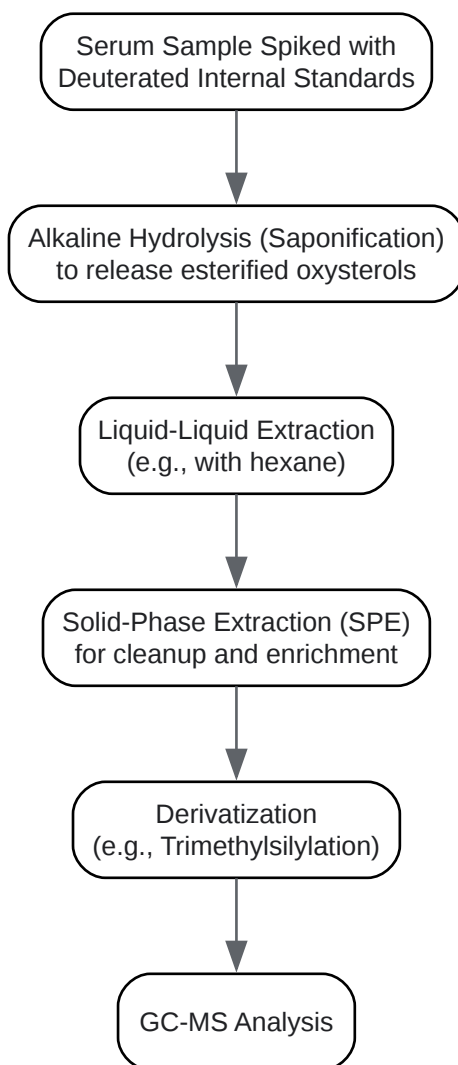 Serum Sample Spiked with
Deuterated Internal Standards
Alkaline Hydrolysis (Saponification)
to release esterified oxysterols
Liquid-Liquid Extraction
(e.g., with hexane)
Solid-Phase Extraction (SPE)
for cleanup and enrichment
Derivatization
(e.g., Trimethylsilylation)
GC-MS Analysis